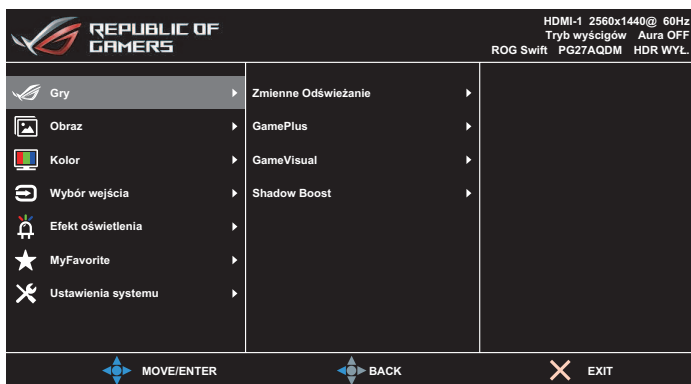 REPUBLIC OF
GAMERS
HDMI-1 2560x1440@ 60Hz
Tryb wyścigów Aura OFF
ROG Swift PG27AQDM HDR WYŁ.
Gry
Obraz
Kolor
Wybór wejścia
Efekt oświetlenia
MyFavorite
Ustawienia systemu
Zmienne Odświeżanie
GamePlus
GameVisual
Shadow Boost
MOVE/ENTER
BACK
EXIT